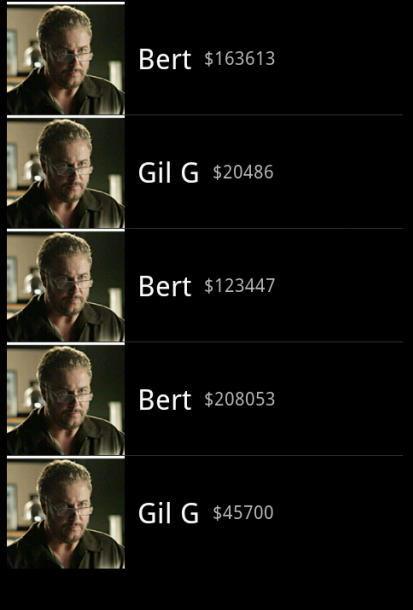 Bert $163613
Gil G $20486
Bert $123447
Bert $208053
Gil G $45700